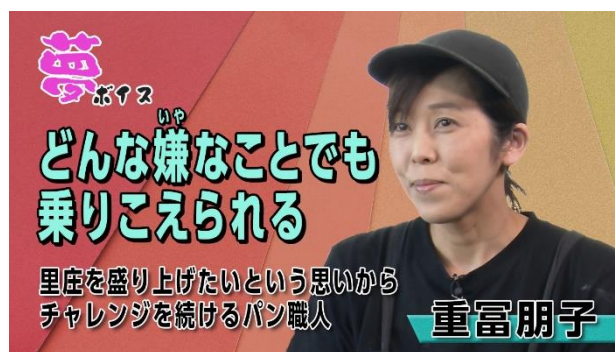 夢ボイス
いや
どんな嫌なことでも
乗りこえられる
里庄を盛り上げたいという思いから
チャレンジを続けるパン職人
重冨朋子